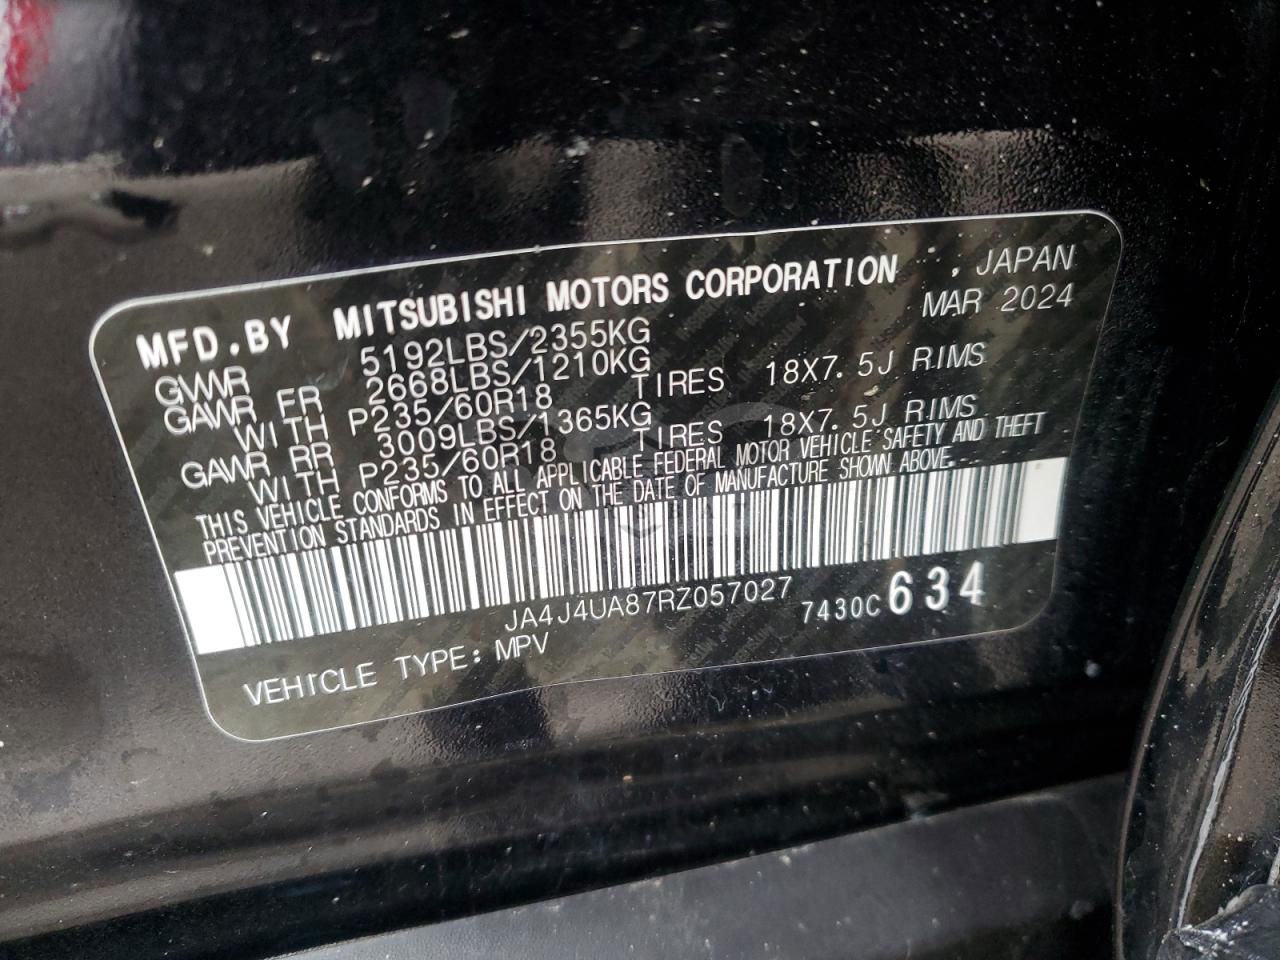 MFD.BY MITSUBISHI MOTORS CORPORATION , JAPAN
GVWR 5192LBS/2355KG MAR 2024
GAWR FR 2668LBS/1210KG
WITH P235/60R18 TIRES 18X7.5J RIMS
GAWR RR 3009LBS/1365KG
WITH P235/60R18 TIRES 18X7.5J RIMS
THIS VEHICLE CONFORMS TO ALL APPLICABLE FEDERAL MOTOR VEHICLE SAFETY AND THEFT
PREVENTION STANDARDS IN EFFECT ON THE DATE OF MANUFACTURE SHOWN ABOVE.
JA4J4UA87RZ057027 7430C 634
VEHICLE TYPE: MPV